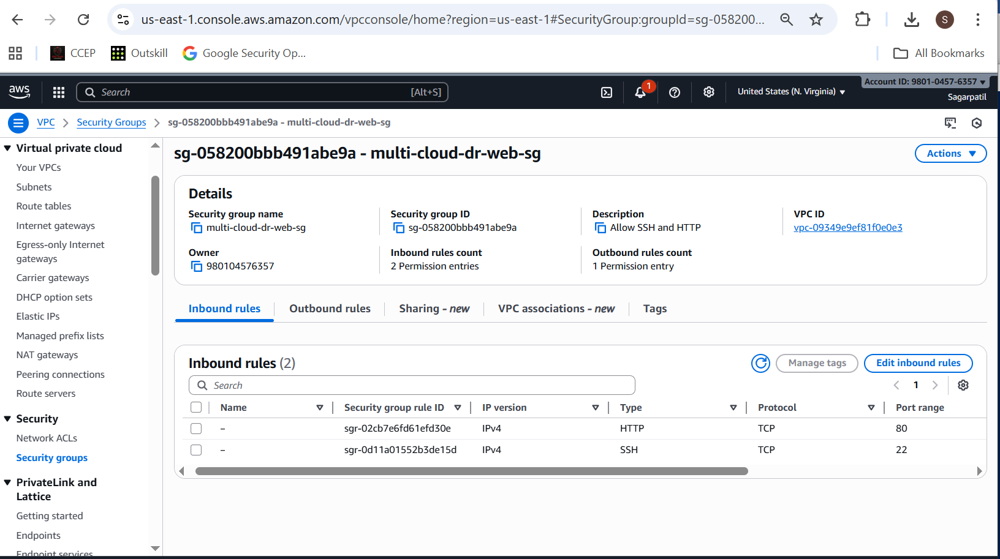 us-east-1.console.aws.amazon.com/vpcconsole/home?region=us-east-1#SecurityGroup:groupId=sg-058200...
S
CCEP
Outskill
Google Security Op...
All Bookmarks
aws
Search
[Alt+S]
1
United States (N. Virginia)
Account ID: 9801-0457-6357
Sagarpatil
VPC
Security Groups
sg-058200bbb491abe9a - multi-cloud-dr-web-sg
Virtual private cloud
Your VPCs
Subnets
Route tables
Internet gateways
Egress-only Internet
gateways
Carrier gateways
DHCP option sets
Elastic IPs
Managed prefix lists
NAT gateways
Peering connections
Route servers
Security
Network ACLs
Security groups
PrivateLink and
Lattice
Getting started
Endpoints
Endpoint services
sg-058200bbb491abe9a - multi-cloud-dr-web-sg
Actions
Details
Security group name
multi-cloud-dr-web-sg
Security group ID
sg-058200bbb491abe9a
Description
Allow SSH and HTTP
VPC ID
vpc-09349e9ef81f0e0e3
Owner
980104576357
Inbound rules count
2 Permission entries
Outbound rules count
1 Permission entry
Inbound rules
Outbound rules
Sharing - new
VPC associations - new
Tags
Inbound rules (2)
Manage tags
Edit inbound rules
Search
1
Name Security group rule ID IP version Type Protocol Port range
– sgr-02cb7e6fd61efd30e IPv4 HTTP TCP 80
– sgr-0d11a01552b3de15d IPv4 SSH TCP 22